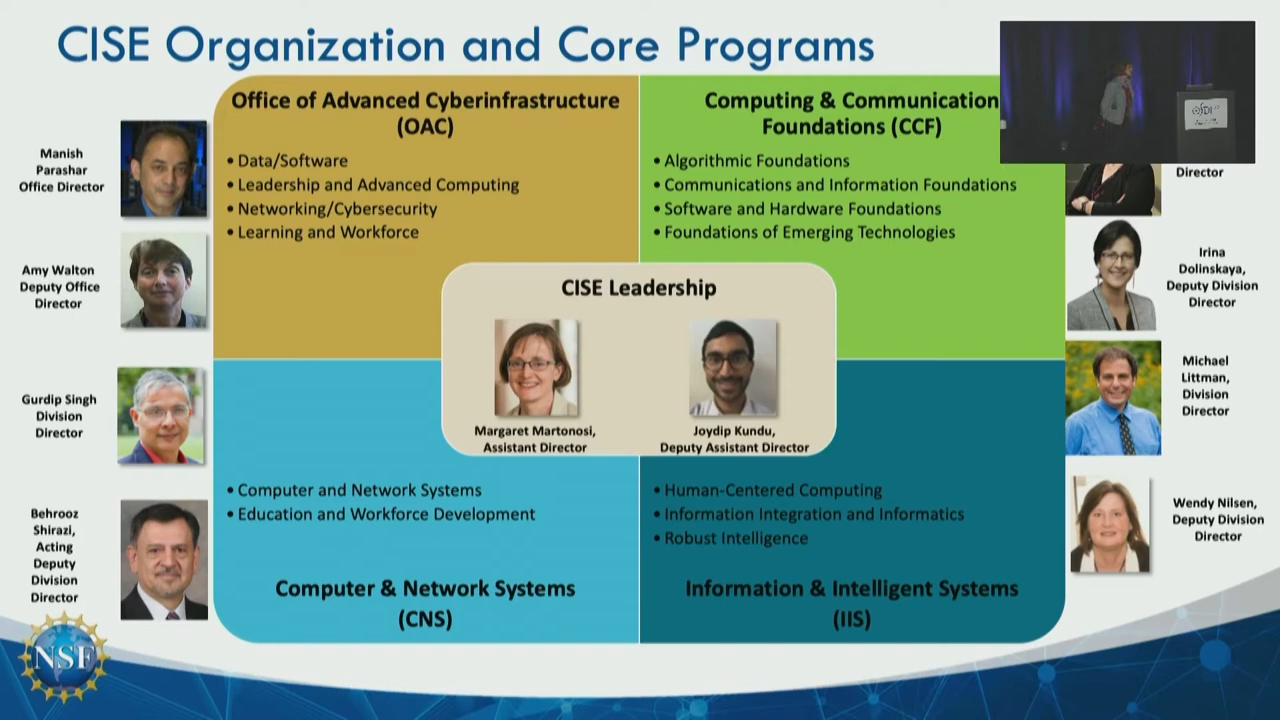 CISE Organization and Core Programs
Office of Advanced Cyberinfrastructure
(OAC)
• Data/Software
• Leadership and Advanced Computing
• Networking/Cybersecurity
• Learning and Workforce
Computing & Communication
Foundations (CCF)
• Algorithmic Foundations
• Communications and Information Foundations
• Software and Hardware Foundations
• Foundations of Emerging Technologies
Manish
Parashar
Office Director
Amy Walton
Deputy Office
Director
Gurdip Singh
Division
Director
Behrooz
Shirazi,
Acting
Deputy
Division
Director
CISE Leadership
Margaret Martonosi,
Assistant Director
Joydip Kundu,
Deputy Assistant Director
Director
Irina
Dolinskaya,
Deputy Division
Director
Michael
Littman,
Division
Director
Wendy Nilsen,
Deputy Division
Director
• Computer and Network Systems
• Education and Workforce Development
Computer & Network Systems
(CNS)
• Human-Centered Computing
• Information Integration and Informatics
• Robust Intelligence
Information & Intelligent Systems
(IIS)
NSF